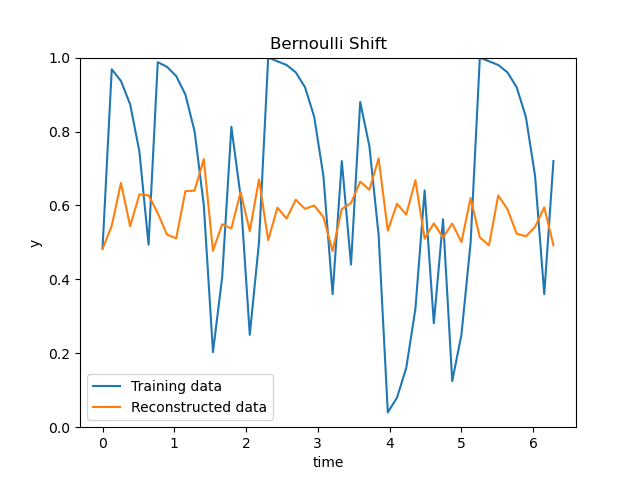 Bernoulli Shift
1.0
0.8
0.6
0.4
0.2
0.0
y
Training data
Reconstructed data
0 1 2 3 4 5 6
time